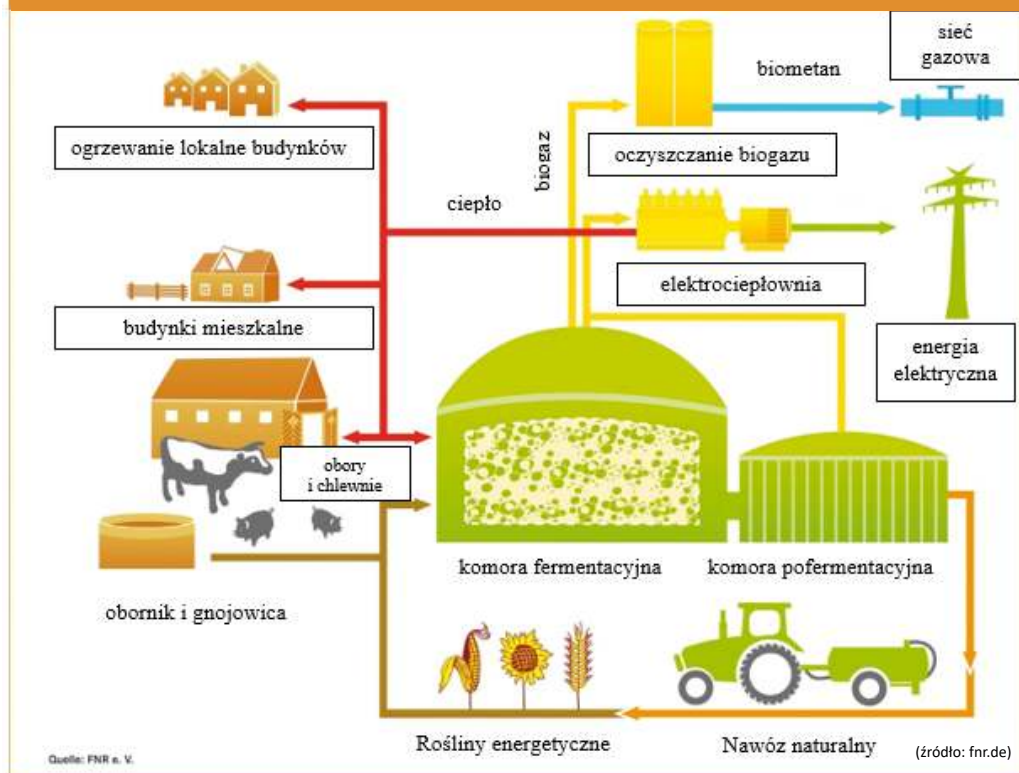 sieć
gazowa
biometan
ogrzewanie lokalne budynków
biogaz
oczyszczanie biogazu
ciepło
elektrociepłownia
budynki mieszkalne
energia
elektryczna
obory
i chlewnie
komora fermentacyjna
komora pofermentacyjna
obornik i gnojowica
Rośliny energetyczne
Nawóz naturalny
(źródło: fnr.de)
Quelle: FNR e. V.